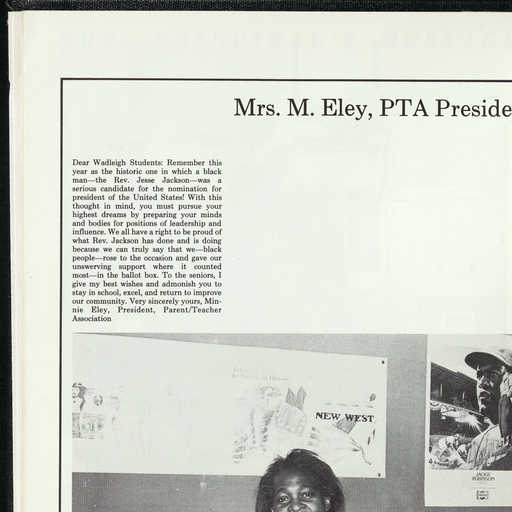 Mrs. M. Eley, PTA Preside
Dear Wadleigh Students: Remember this
year as the historic one in which a black
man—the Rev. Jesse Jackson—was a
serious candidate for the nomination for
president of the United States! With this
thought in mind, you must pursue your
highest dreams by preparing your minds
and bodies for positions of leadership and
influence. We all have a right to be proud of
what Rev. Jackson has done and is doing
because we can truly say that we—black
people—rose to the occasion and gave our
unswerving support where it counted
most—in the ballot box. To the seniors, I
give my best wishes and admonish you to
stay in school, excel, and return to improve
our community. Very sincerely yours, Min-
nie Eley, President, Parent/Teacher
Association
NEW WEST
JACKIE
ROBINSON